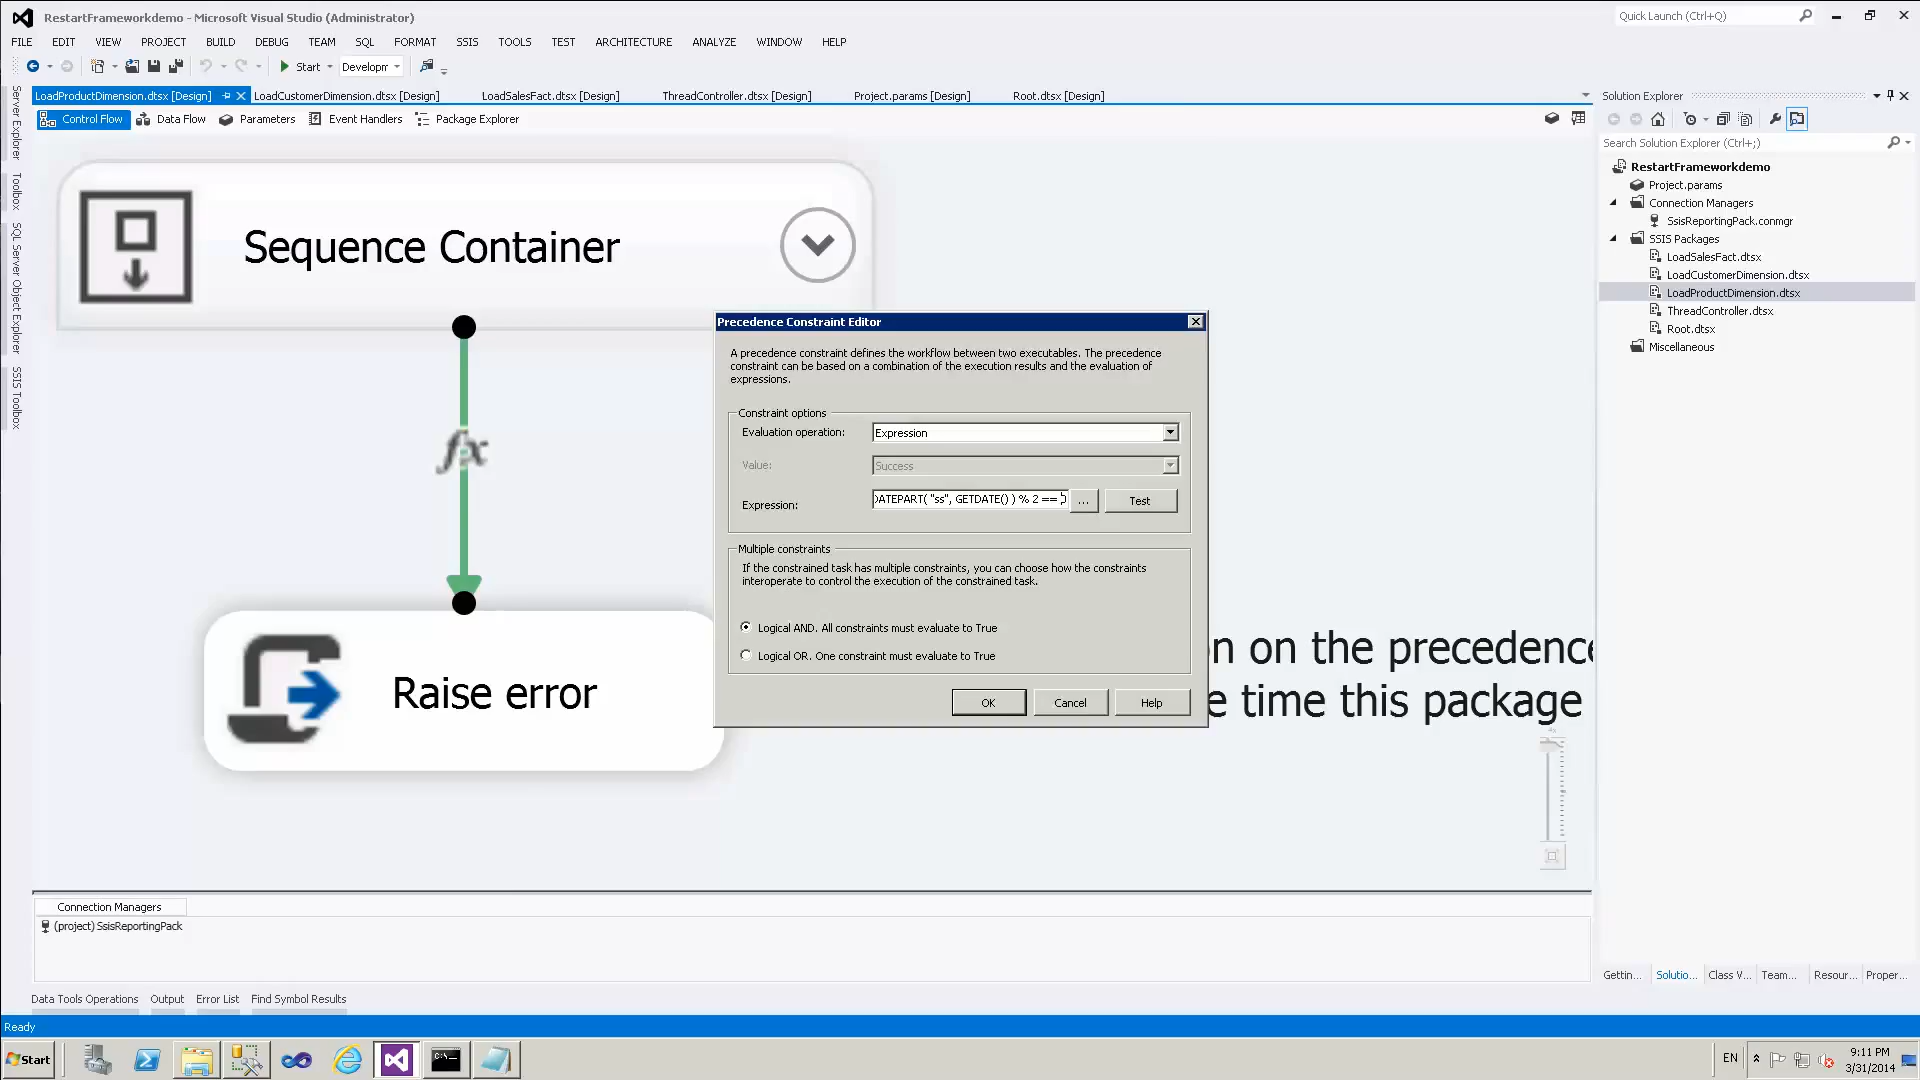 RestartFrameworkdemo - Microsoft Visual Studio (Administrator)
Quick Launch (Ctrl+Q)
FILE EDIT VIEW PROJECT BUILD DEBUG TEAM SQL FORMAT SSIS TOOLS TEST ARCHITECTURE ANALYZE WINDOW HELP
Start Developm
LoadProductDimension.dtsx [Design] LoadCustomerDimension.dtsx [Design] LoadSalesFact.dtsx [Design] ThreadController.dtsx [Design] Project.params [Design] Root.dtsx [Design]
Control Flow Data Flow Parameters Event Handlers Package Explorer
Server Explorer
Toolbox
SQL Server Object Explorer
SSIS Toolbox
Sequence Container
fx
Raise error
n on the precedence
e time this package
Precedence Constraint Editor
A precedence constraint defines the workflow between two executables. The precedence
constraint can be based on a combination of the execution results and the evaluation of
expressions.
Constraint options
Evaluation operation: Expression
Value: Success
Expression: DATEPART( "ss", GETDATE() ) % 2 == ... Test
Multiple constraints
If the constrained task has multiple constraints, you can choose how the constraints
interoperate to control the execution of the constrained task.
Logical AND. All constraints must evaluate to True
Logical OR. One constraint must evaluate to True
OK Cancel Help
Solution Explorer
Search Solution Explorer (Ctrl+;)
RestartFrameworkdemo
Project.params
Connection Managers
SsisReportingPack.conmgr
SSIS Packages
LoadSalesFact.dtsx
LoadCustomerDimension.dtsx
LoadProductDimension.dtsx
ThreadController.dtsx
Root.dtsx
Miscellaneous
Gettin... Solutio... Class V... Team... Resour... Proper...
Connection Managers
(project) SsisReportingPack
Data Tools Operations Output Error List Find Symbol Results
Ready
Start
C:\
EN
9:11 PM
3/31/2014